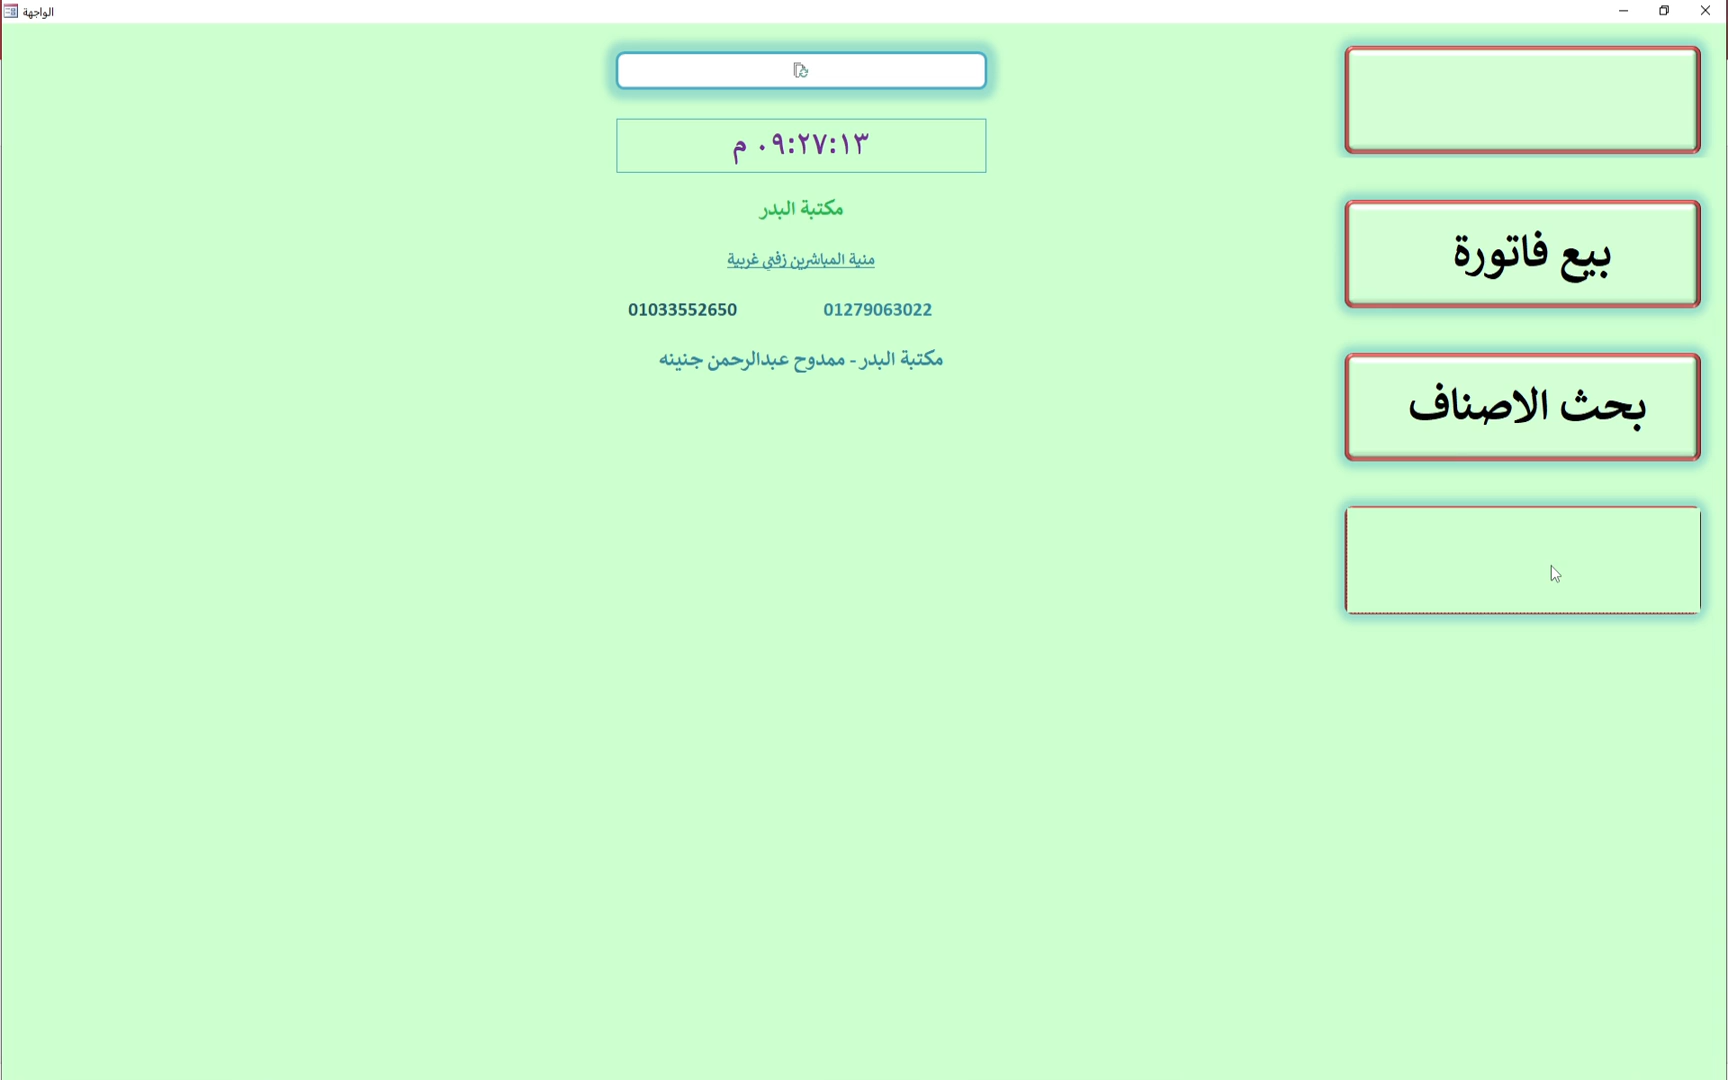 الواجهة
٠٩:٢٧:١٣ م
مكتبة البدر
منية المباشرين زفتي غربية
01033552650 01279063022
مكتبة البدر - ممدوح عبدالرحمن جنينه
بيع فاتورة
بحث الاصناف